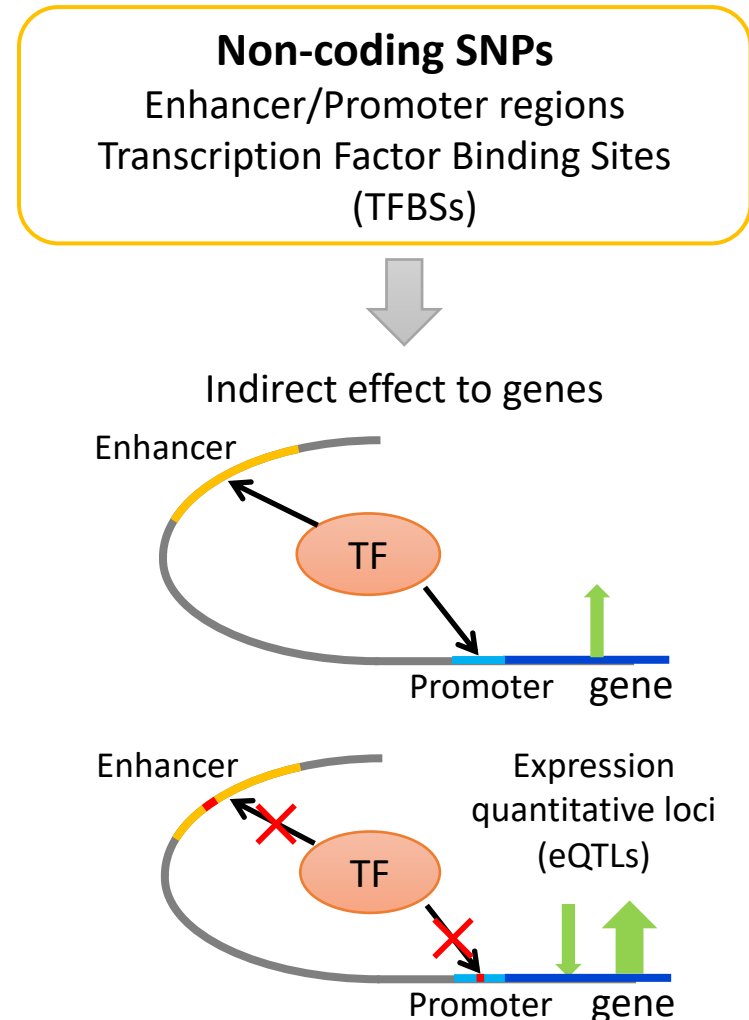 Non-coding SNPs
Enhancer/Promoter regions
Transcription Factor Binding Sites
(TFBSs)
Indirect effect to genes
Enhancer
TF
Promoter
gene
Enhancer
Expression
quantitative loci
(eQTLs)
TF
Promoter
gene